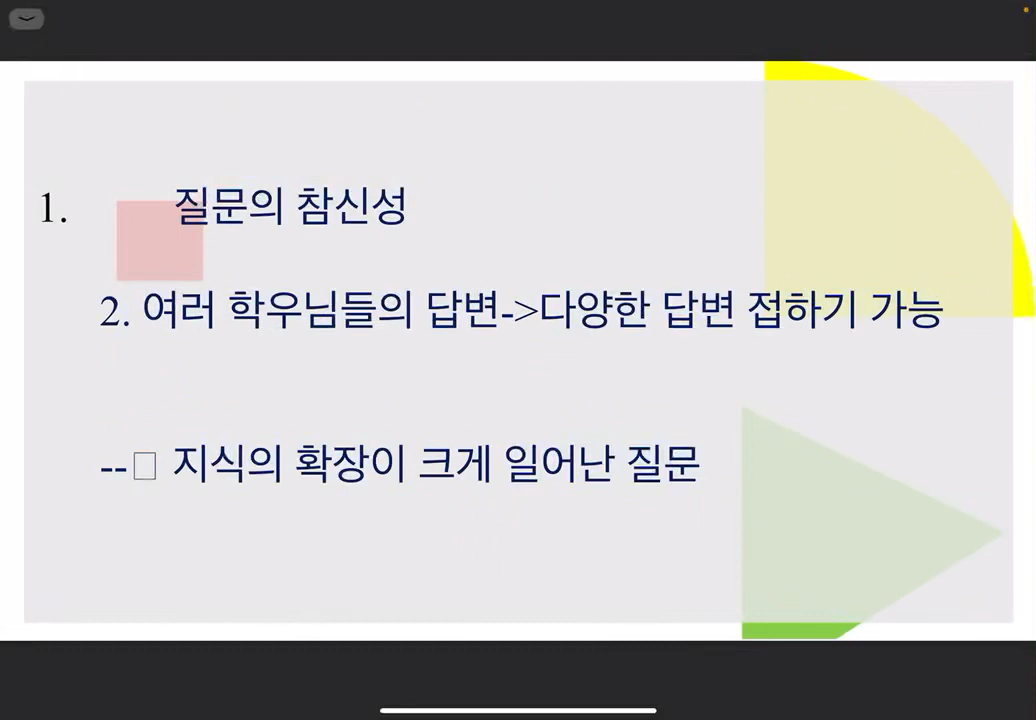 1. 질문의 참신성
2. 여러 학우님들의 답변->다양한 답변 접하기 가능
--□ 지식의 확장이 크게 일어난 질문